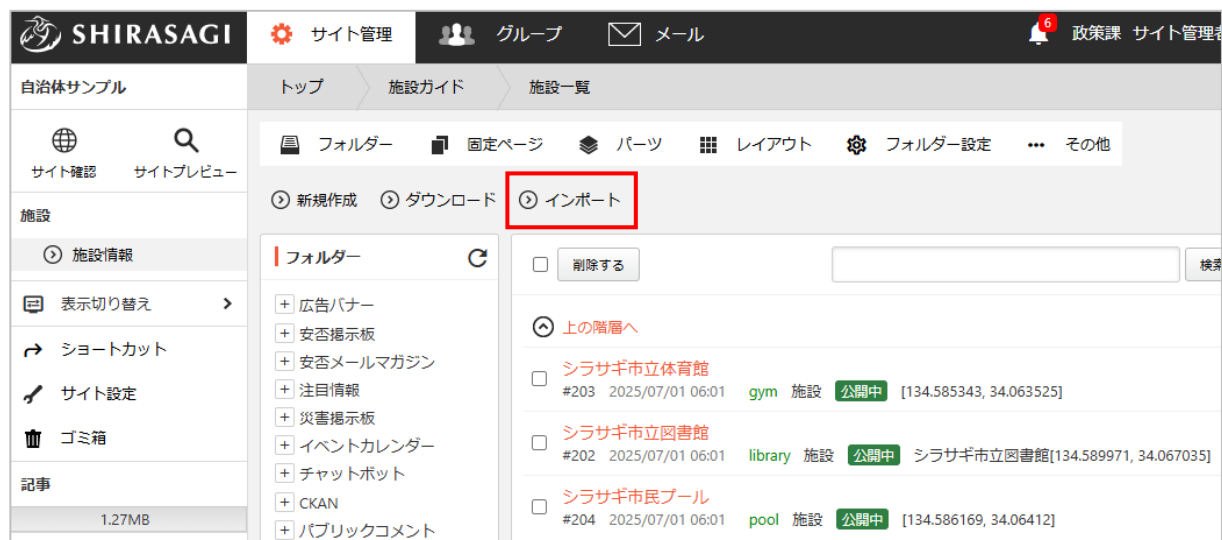 SHIRASAGI
サイト管理
グループ
メール
6
政策課 サイト管理者
自治体サンプル
トップ
施設ガイド
施設一覧
サイト確認
サイトプレビュー
フォルダー
固定ページ
パーツ
レイアウト
フォルダー設定
その他
新規作成
ダウンロード
インポート
施設
施設情報
表示切り替え
ショートカット
サイト設定
ゴミ箱
記事
1.27MB
フォルダー
広告バナー
安否掲示板
安否メールマガジン
注目情報
災害掲示板
イベントカレンダー
チャットボット
CKAN
パブリックコメント
削除する
検索
上の階層へ
シラサギ市立体育館
#203 2025/07/01 06:01 gym 施設 公開中 [134.585343, 34.063525]
シラサギ市立図書館
#202 2025/07/01 06:01 library 施設 公開中 シラサギ市立図書館[134.589971, 34.067035]
シラサギ市民プール
#204 2025/07/01 06:01 pool 施設 公開中 [134.586169, 34.06412]